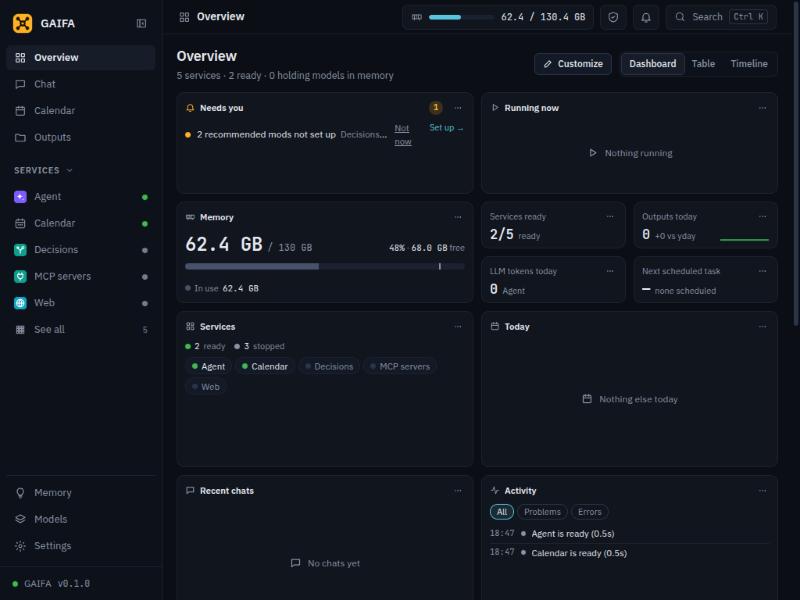 GAIFA
Overview
Chat
Calendar
Outputs
SERVICES
Agent
Calendar
Decisions
MCP servers
Web
See all 5
Memory
Models
Settings
GAIFA v0.1.0
Overview
62.4 / 130.4 GB
Search Ctrl K
Overview
5 services · 2 ready · 0 holding models in memory
Customize
Dashboard Table Timeline
Needs you 1 ...
2 recommended mods not set up Decisions... Not now Set up →
Running now ...
Nothing running
Memory ...
62.4 GB / 130 GB 48% · 68.0 GB free
In use 62.4 GB
Services ready ...
2/5 ready
Outputs today ...
0 +0 vs yday
LLM tokens today ...
0 Agent
Next scheduled task ...
— none scheduled
Services ...
2 ready 3 stopped
Agent Calendar Decisions MCP servers
Web
Today ...
Nothing else today
Recent chats ...
No chats yet
Activity ...
All Problems Errors
18:47 Agent is ready (0.5s)
18:47 Calendar is ready (0.5s)